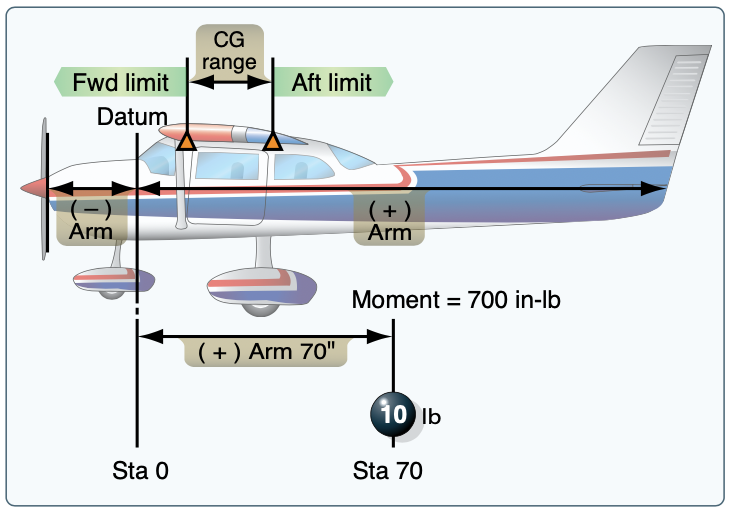 CG
range
Fwd limit
Aft limit
Datum
( – )
Arm
( + )
Arm
Moment = 700 in-lb
( + ) Arm 70"
10 lb
Sta 0
Sta 70